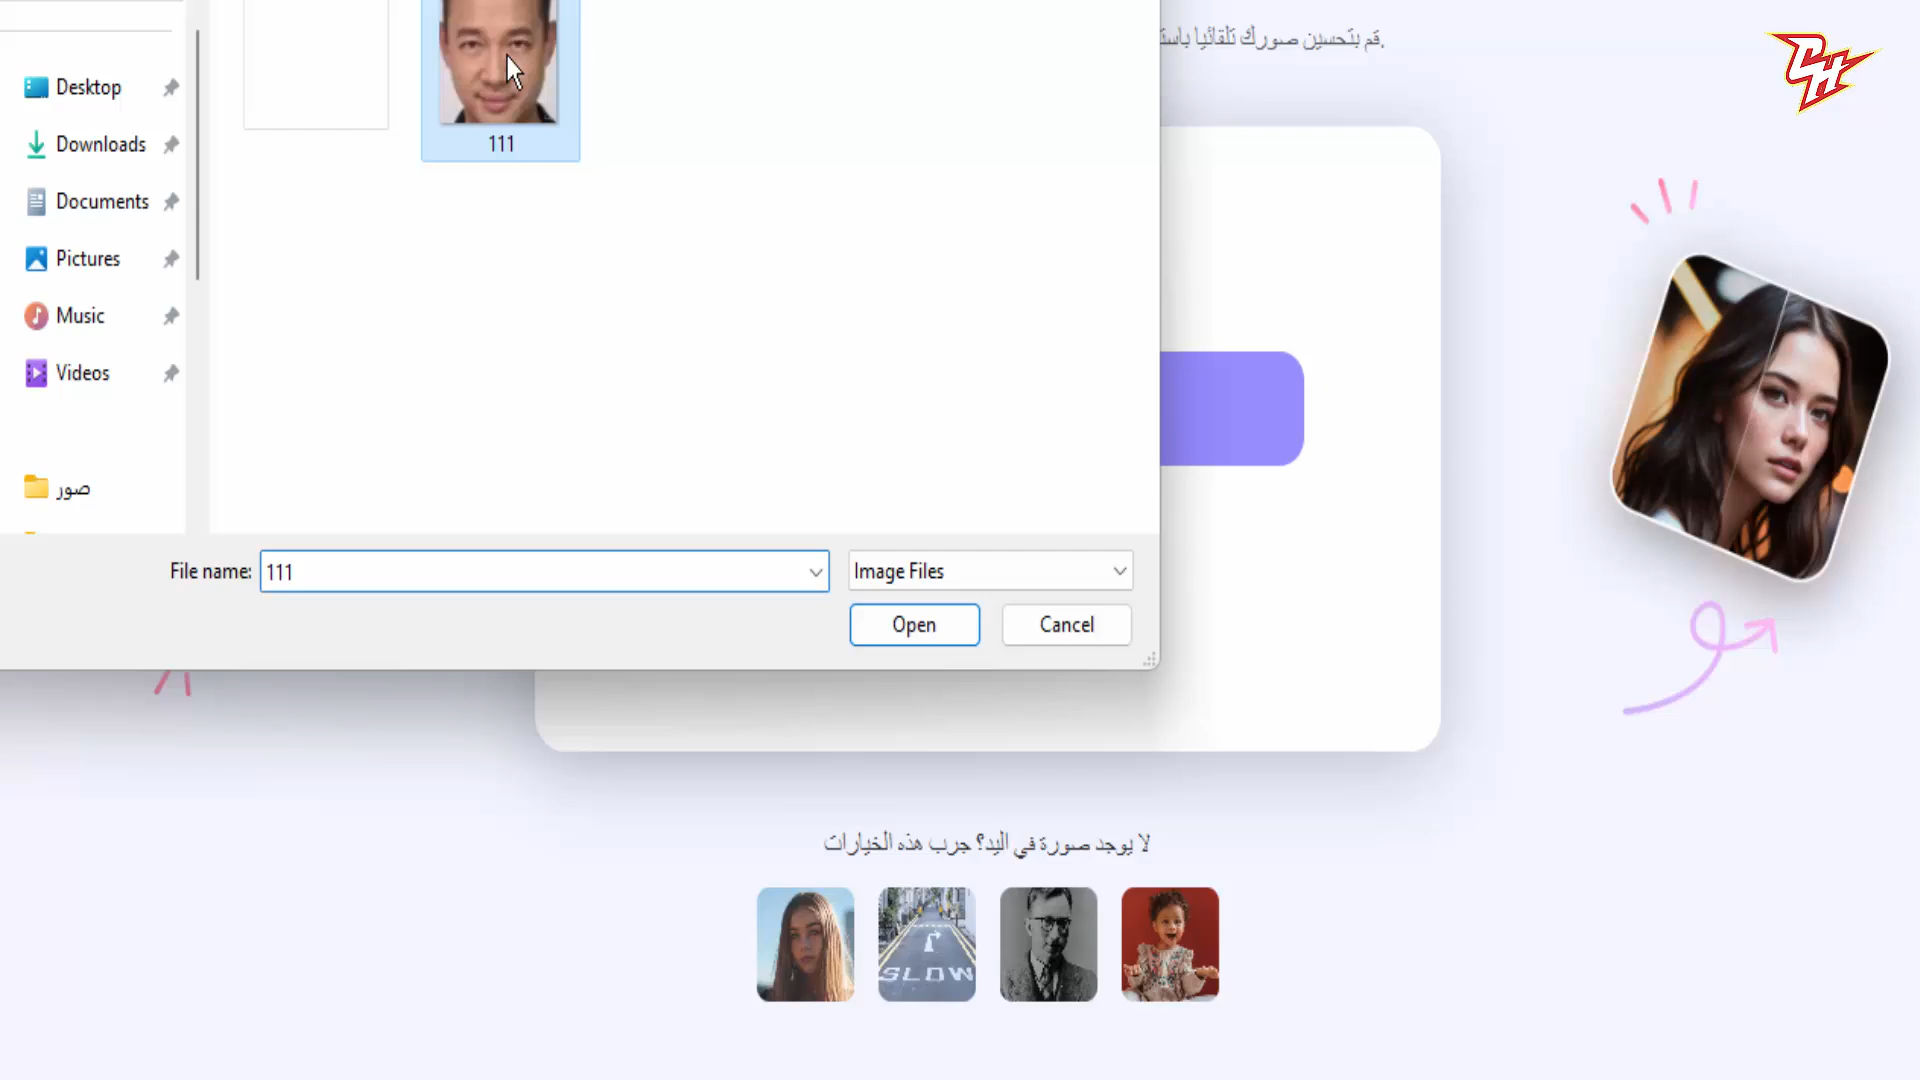 .قم بتحسين صورك تلقائيا
CH
Desktop
111
Downloads
Documents
Pictures
Music
Videos
صور
File name:
111
Image Files
Open
Cancel
لا يوجد صورة في اليد؟ جرب هذه الخيارات
SLOW